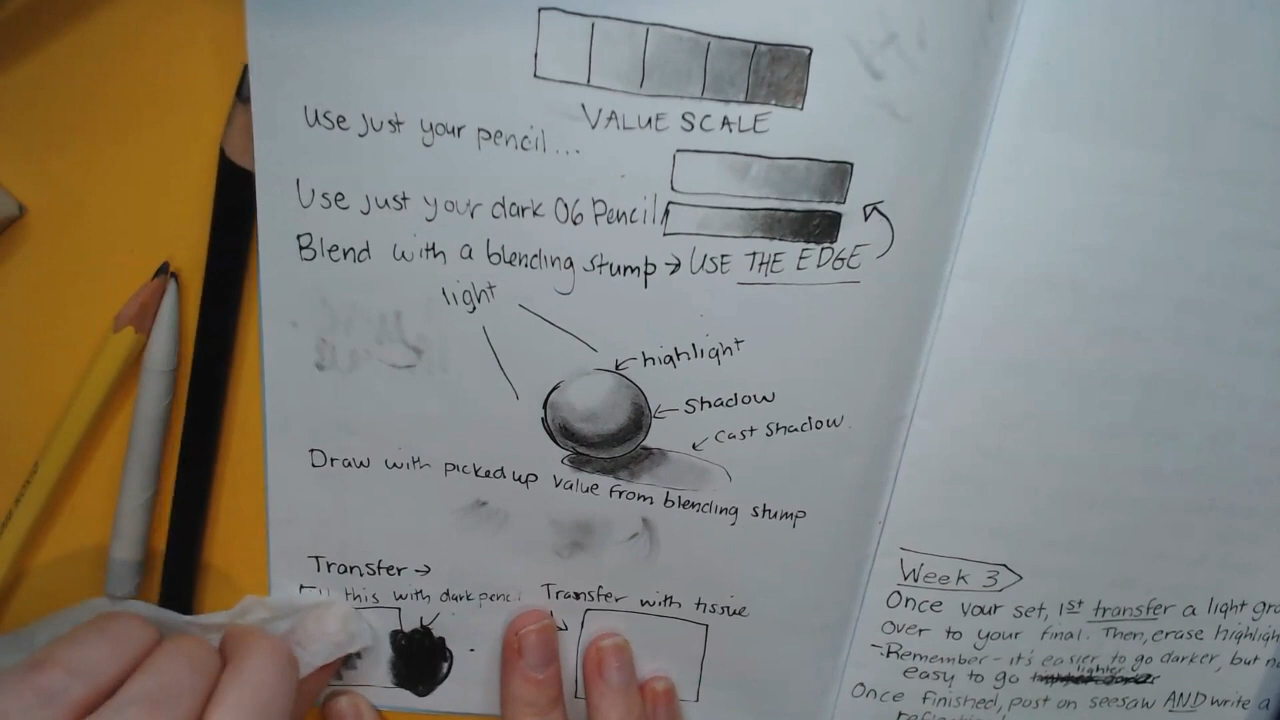 VALUE SCALE
Use just your pencil...
Use just your dark 06 Pencil
Blend with a blending stump → USE THE EDGE
light
highlight
shadow
cast shadow
Draw with picked up value from blending stump
Transfer →
this with dark
Transfer with tissue
Week 3
Once your set, 1st transfer a light
over to your final. Then, erase
- Remember - it's easier to go darker, but
lighter
easy to go
Once finished, post on seesaw AND write a